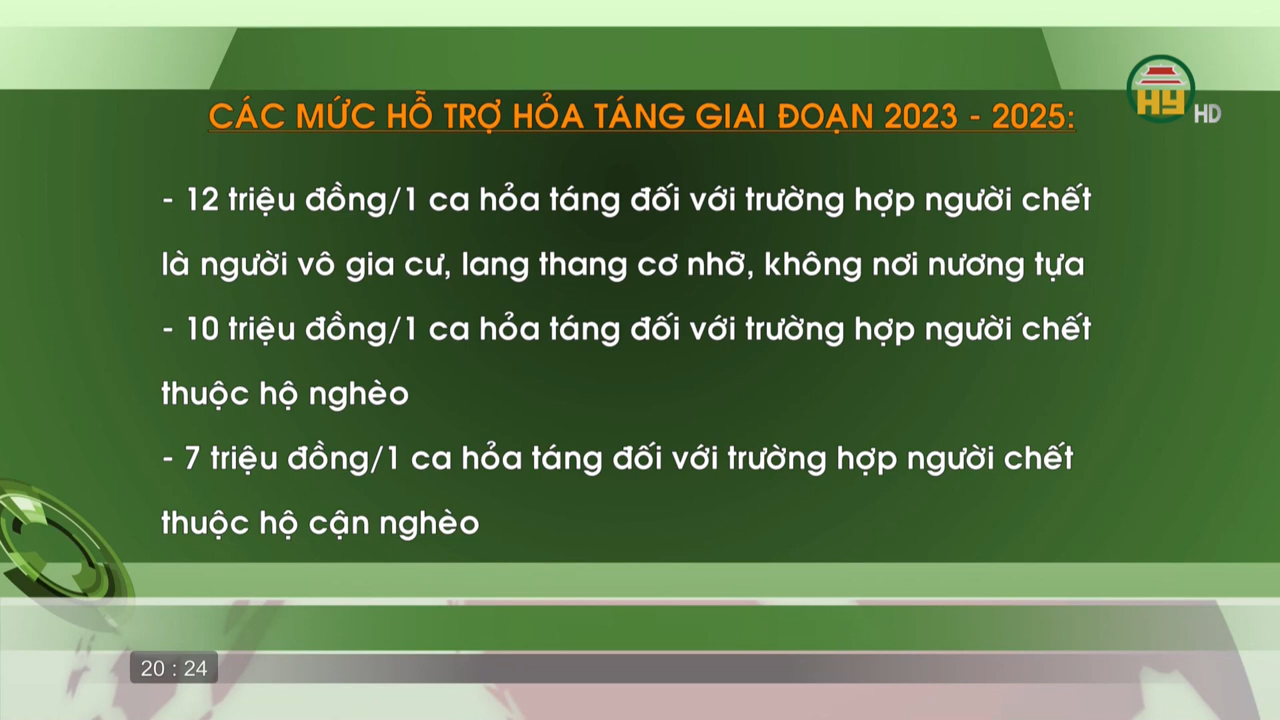 CÁC MỨC HỖ TRỢ HỎA TÁNG GIAI ĐOẠN 2023 - 2025:
HY HD
- 12 triệu đồng/1 ca hỏa táng đối với trường hợp người chết
là người vô gia cư, lang thang cơ nhỡ, không nơi nương tựa
- 10 triệu đồng/1 ca hỏa táng đối với trường hợp người chết
thuộc hộ nghèo
- 7 triệu đồng/1 ca hỏa táng đối với trường hợp người chết
thuộc hộ cận nghèo
20 : 24